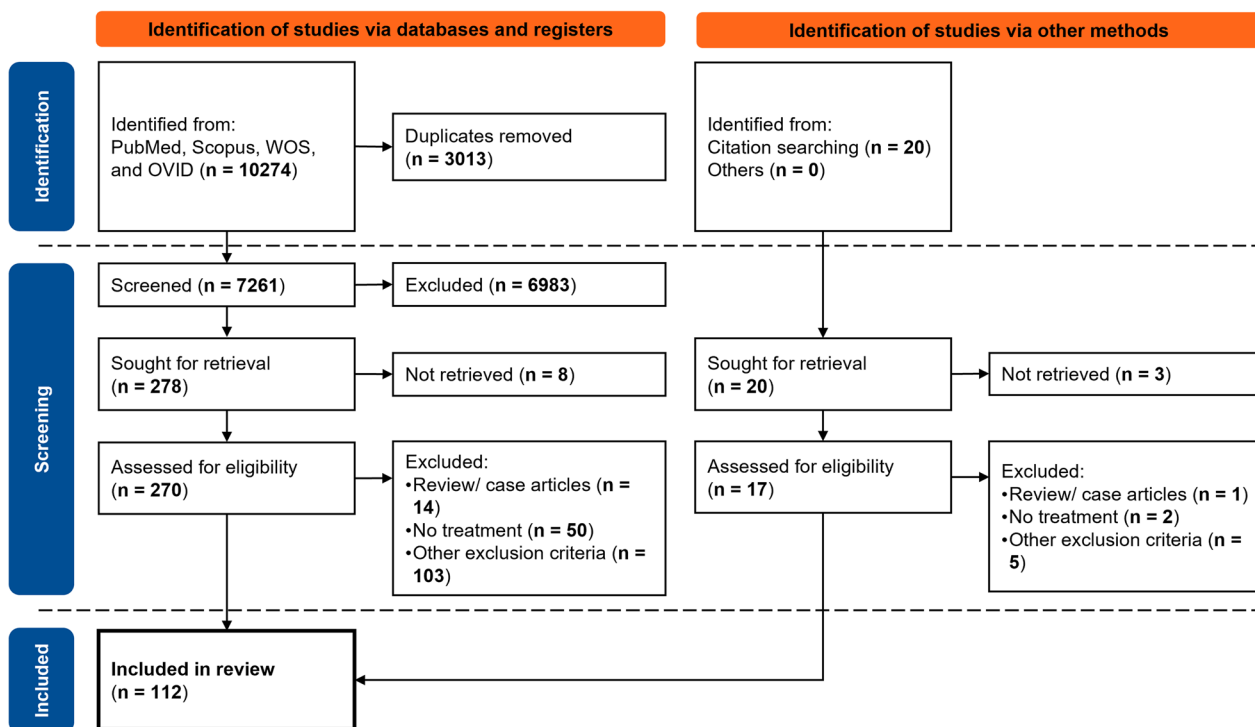 Identification of studies via databases and registers
Identification of studies via other methods
Identification
Identified from:
PubMed, Scopus, WOS,
and OVID (n = 10274)
Duplicates removed
(n = 3013)
Identified from:
Citation searching (n = 20)
Others (n = 0)
Screening
Screened (n = 7261)
Excluded (n = 6983)
Sought for retrieval
(n = 278)
Not retrieved (n = 8)
Sought for retrieval
(n = 20)
Not retrieved (n = 3)
Assessed for eligibility
(n = 270)
Excluded:
•Review/ case articles (n =
14)
•No treatment (n = 50)
•Other exclusion criteria (n =
103)
Assessed for eligibility
(n = 17)
Excluded:
•Review/ case articles (n = 1)
•No treatment (n = 2)
•Other exclusion criteria (n =
5)
Included
Included in review
(n = 112)